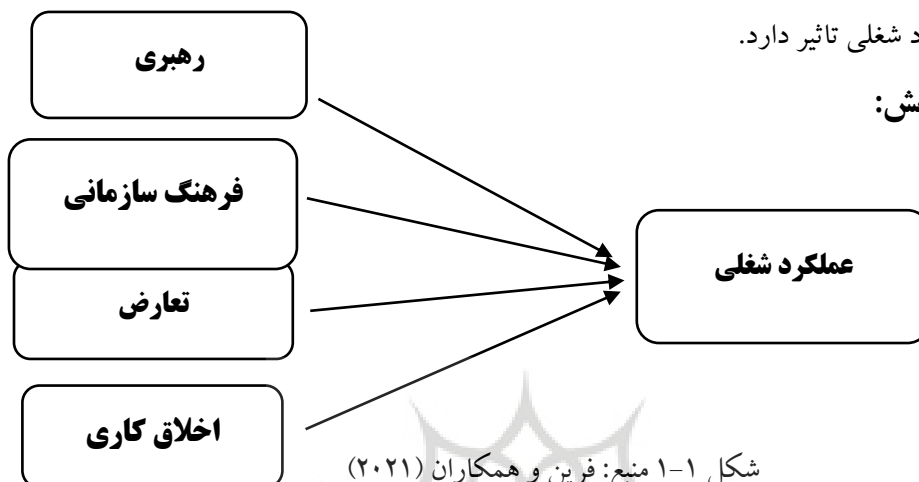 د شغلی تاثیر دارد.
ش:
رهبری
فرهنگ سازمانی
تعارض
اخلاق کاری
عملکرد شغلی
شکل ۱-۱ منبع: فرین و همکاران (۲۰۲۱)